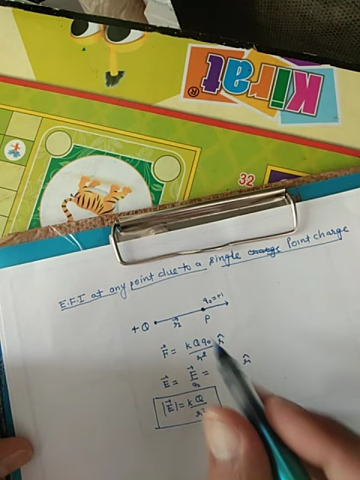 Kirat®
32
E.F.I at any point due to a single charge Point charge
q₀=+1
+Q r P
F⃗ = kQq₀/r² r̂
E⃗ = F⃗/q₀ = r̂
|E⃗| = kQ/r²